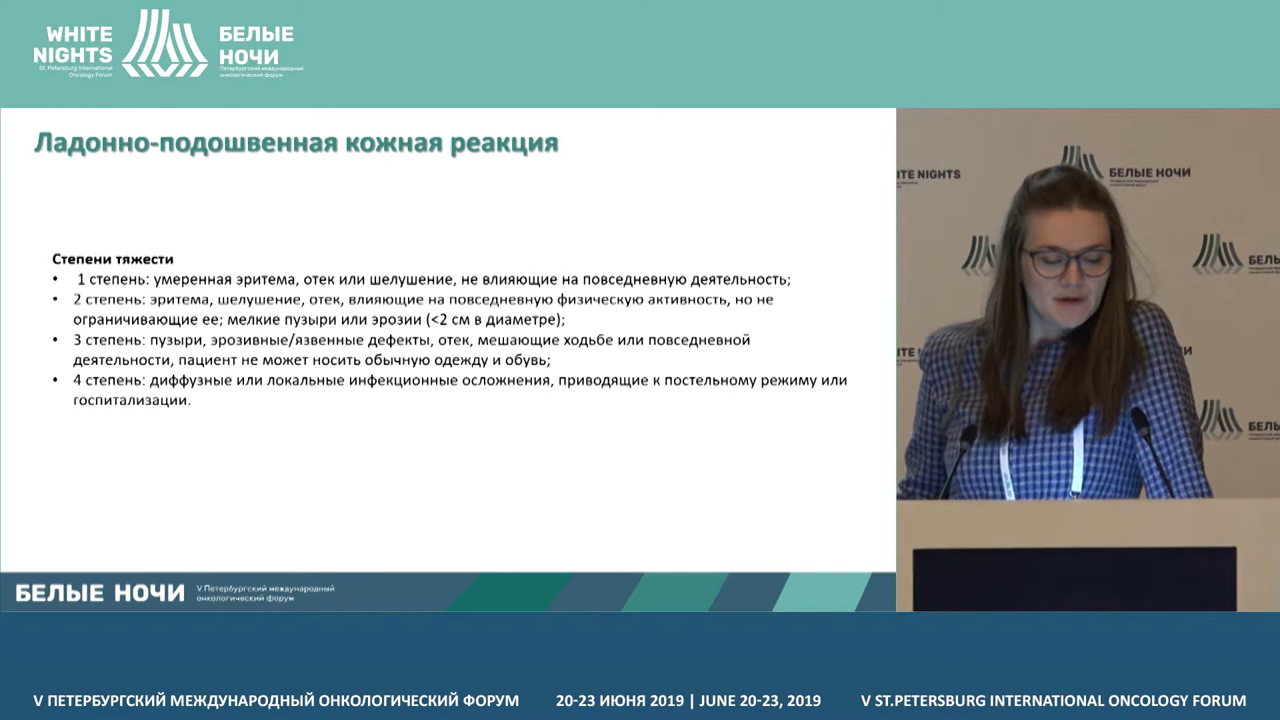 WHITE
NIGHTS
St. Petersburg International
Oncology Forum
БЕЛЫЕ
НОЧИ
Петербургский международный
онкологический форум
Ладонно-подошвенная кожная реакция
Степени тяжести
• 1 степень: умеренная эритема, отек или шелушение, не влияющие на повседневную деятельность;
• 2 степень: эритема, шелушение, отек, влияющие на повседневную физическую активность, но не
ограничивающие ее; мелкие пузыри или эрозии (<2 см в диаметре);
• 3 степень: пузыри, эрозивные/язвенные дефекты, отек, мешающие ходьбе или повседневной
деятельности, пациент не может носить обычную одежду и обувь;
• 4 степень: диффузные или локальные инфекционные осложнения, приводящие к постельному режиму или
госпитализации.
ITE NIGHTS
БЕЛЫЕ НОЧИ
БЕЛЫ
БЕЛЫ
БЕЛЫЕ НОЧИ
V Петербургский международный
онкологический форум
V ПЕТЕРБУРГСКИЙ МЕЖДУНАРОДНЫЙ ОНКОЛОГИЧЕСКИЙ ФОРУМ
20-23 ИЮНЯ 2019 | JUNE 20-23, 2019
V ST.PETERSBURG INTERNATIONAL ONCOLOGY FORUM